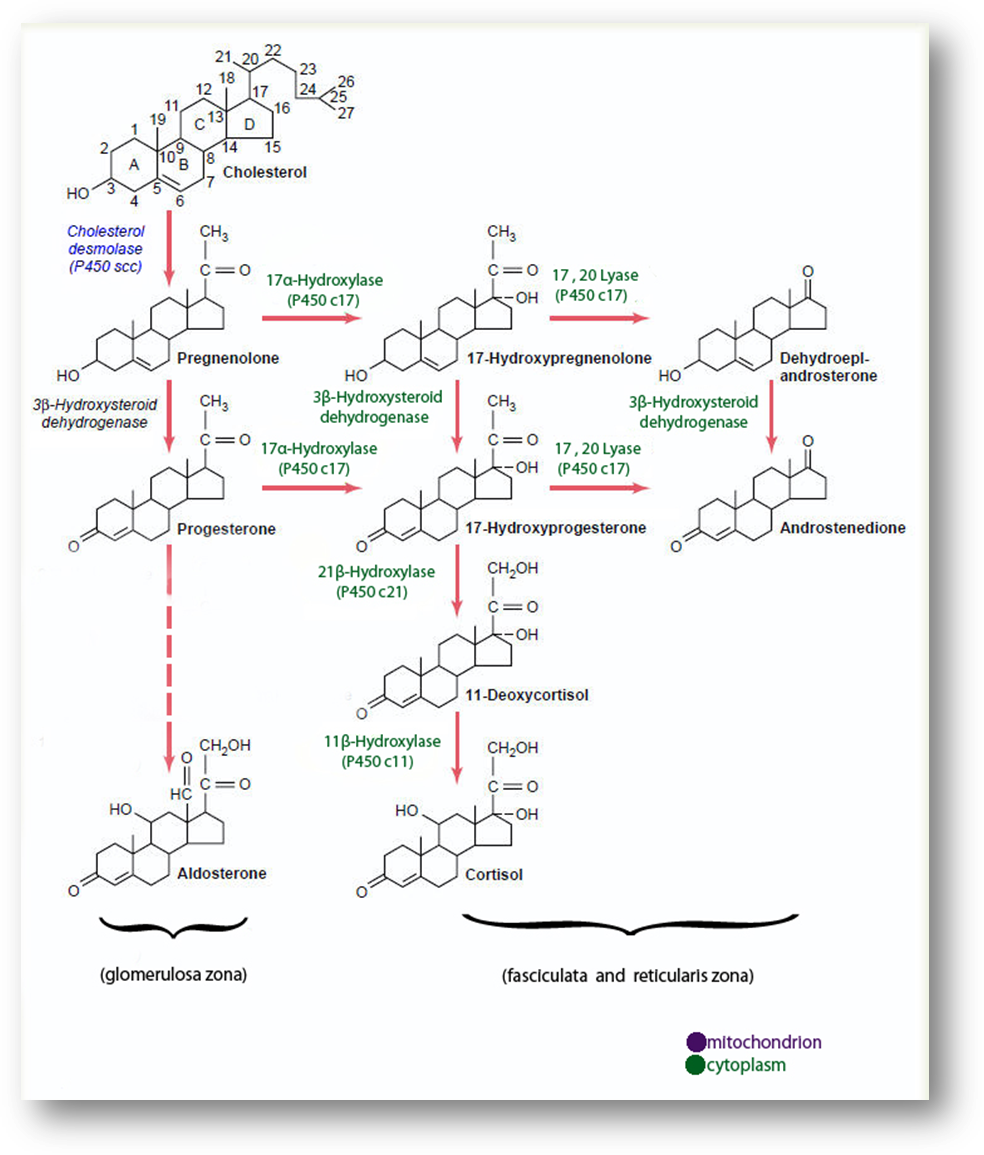 21 20 22
23
18
24 26
25
27
12 17
11 16
19 C 13 D
1
2 9 14 15
A 10 B 8
Cholesterol
HO 3 5 7
4 6
Cholesterol
desmolase
(P450 scc)
CH3
C=O
HO
Pregnenolone
17α-Hydroxylase
(P450 c17)
CH3
C=O
OH
HO
17-Hydroxypregnenolone
17 , 20 Lyase
(P450 c17)
O
HO
Dehydroepl-
androsterone
3β-Hydroxysteroid
dehydrogenase
3β-Hydroxysteroid
dehydrogenase
3β-Hydroxysteroid
dehydrogenase
CH3
C=O
O
Progesterone
17α-Hydroxylase
(P450 c17)
CH3
C=O
OH
O
17-Hydroxyprogesterone
17 , 20 Lyase
(P450 c17)
O
O
Androstenedione
21β-Hydroxylase
(P450 c21)
CH2OH
C=O
OH
O
11-Deoxycortisol
11β-Hydroxylase
(P450 c11)
CH2OH
O
HC C=O
HO
O
Aldosterone
CH2OH
C=O
HO OH
O
Cortisol
(glomerulosa zona)
(fasciculata and reticularis zona)
mitochondrion
cytoplasm